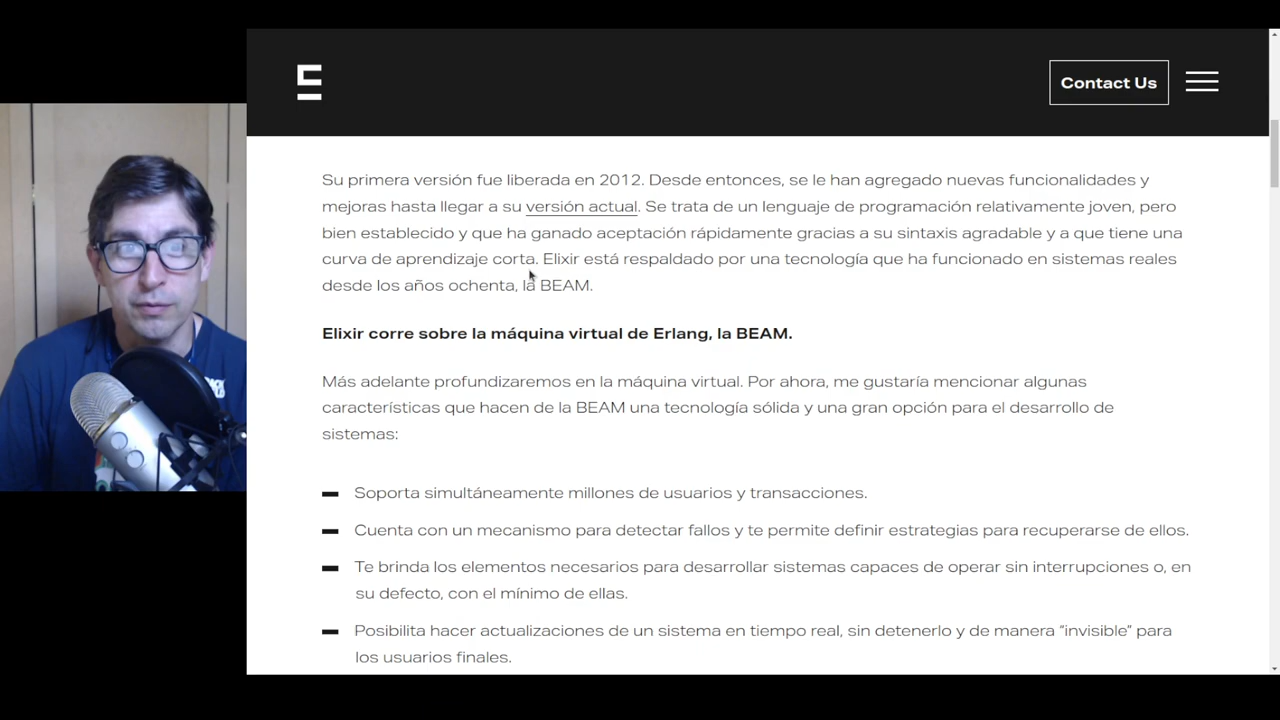 Contact Us
Su primera versión fue liberada en 2012. Desde entonces, se le han agregado nuevas funcionalidades y
mejoras hasta llegar a su versión actual. Se trata de un lenguaje de programación relativamente joven, pero
bien establecido y que ha ganado aceptación rápidamente gracias a su sintaxis agradable y a que tiene una
curva de aprendizaje corta. Elixir está respaldado por una tecnología que ha funcionado en sistemas reales
desde los años ochenta, la BEAM.
Elixir corre sobre la máquina virtual de Erlang, la BEAM.
Más adelante profundizaremos en la máquina virtual. Por ahora, me gustaría mencionar algunas
características que hacen de la BEAM una tecnología sólida y una gran opción para el desarrollo de
sistemas:
Soporta simultáneamente millones de usuarios y transacciones.
Cuenta con un mecanismo para detectar fallos y te permite definir estrategias para recuperarse de ellos.
Te brinda los elementos necesarios para desarrollar sistemas capaces de operar sin interrupciones o, en
su defecto, con el mínimo de ellas.
Posibilita hacer actualizaciones de un sistema en tiempo real, sin detenerlo y de manera “invisible” para
los usuarios finales.